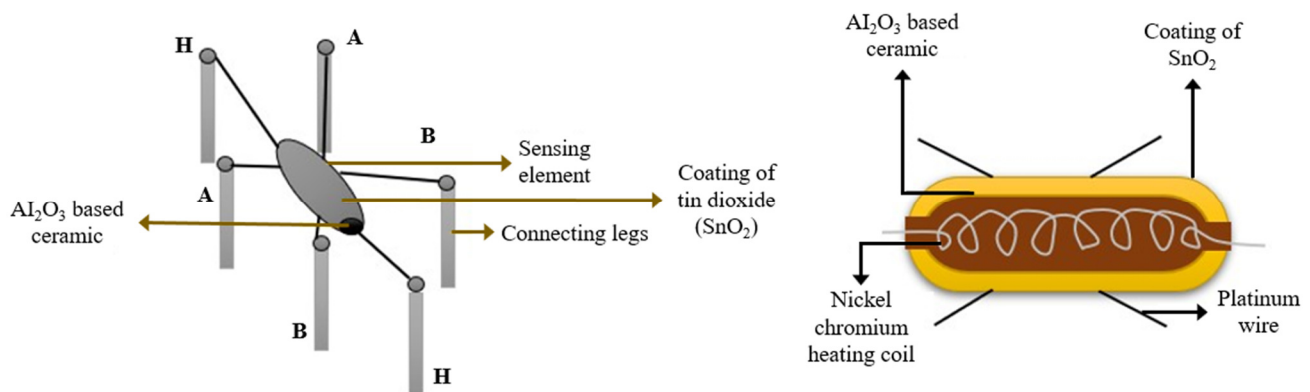 H
A
B
Sensing
element
A
Coating of
tin dioxide
(SnO₂)
Al₂O₃ based
ceramic
Connecting legs
B
H
Al₂O₃ based
ceramic
Coating of
SnO₂
Nickel
chromium
heating coil
Platinum
wire